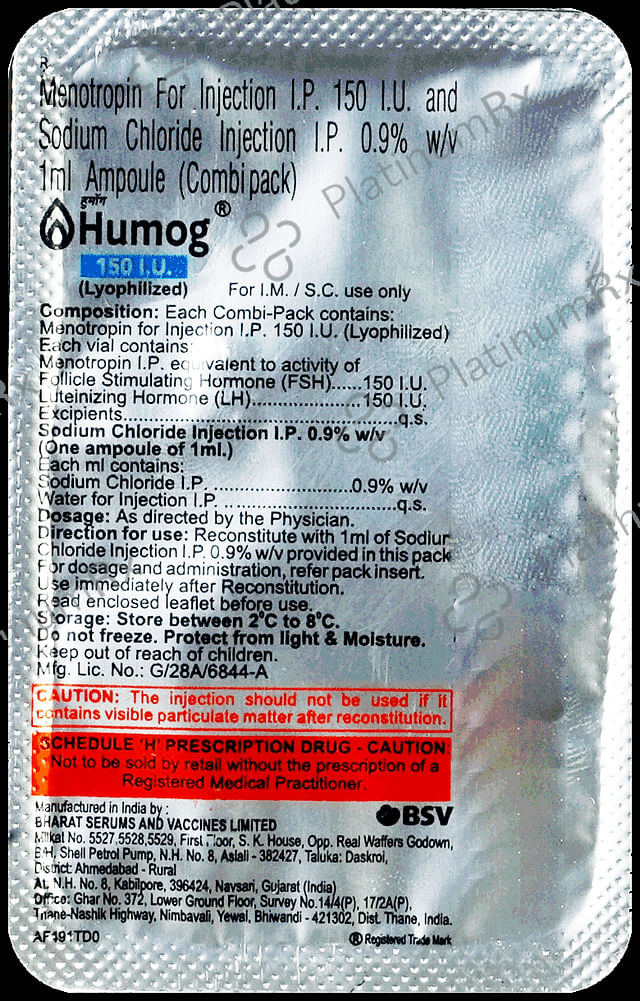 R
Menotropin For Injection I.P. 150 I.U. and
Sodium Chloride Injection I.P. 0.9% w/v
1ml Ampoule (Combipack)
हुमॉग
Humog®
150 I.U.
(Lyophilized) For I.M. / S.C. use only
Composition: Each Combi-Pack contains:
Menotropin for Injection I.P. 150 I.U. (Lyophilized)
Each vial contains
Menotropin I.P. equivalent to activity of
Follicle Stimulating Hormone (FSH).....150 I.U.
Luteinizing Hormone (LH)..................150 I.U.
Excipients............................................q.s.
Sodium Chloride Injection I.P. 0.9% w/v
(One ampoule of 1ml.)
Each ml contains:
Sodium Chloride I.P. ......................0.9% w/v
Water for Injection I.P. ...........................q.s.
Dosage: As directed by the Physician.
Direction for use: Reconstitute with 1ml of Sodiur
Chloride Injection I.P. 0.9% w/v provided in this pack
For dosage and administration, refer pack insert.
Use immediately after Reconstitution.
Read enclosed leaflet before use.
Storage: Store between 2°C to 8°C.
Do not freeze. Protect from light & Moisture.
Keep out of reach of children.
Mfg. Lic. No.: G/28A/6844-A
CAUTION: The injection should not be used if it
contains visible particulate matter after reconstitution.
SCHEDULE 'H' PRESCRIPTION DRUG - CAUTION
Not to be sold by retail without the prescription of a
Registered Medical Practitioner.
Manufactured in India by :
BHARAT SERUMS AND VACCINES LIMITED
BSV
Milkat No. 5527,5528,5529, First Floor, S. K. House, Opp. Real Waffers Godown,
B/H, Shell Petrol Pump, N.H. No. 8, Aslali - 382427, Taluka: Daskroi,
District: Ahmedabad - Rural
At. N.H. No. 8, Kabilpore, 396424, Navsari, Gujarat (India)
Office: Ghar No. 372, Lower Ground Floor, Survey No.14/4(P), 17/2A(P),
Thane-Nashik Highway, Nimbavali, Yewai, Bhiwandi - 421302, Dist. Thane, India.
AF491TD0 ® Registered Trade Mark
PlatinumRx
PlatinumRx